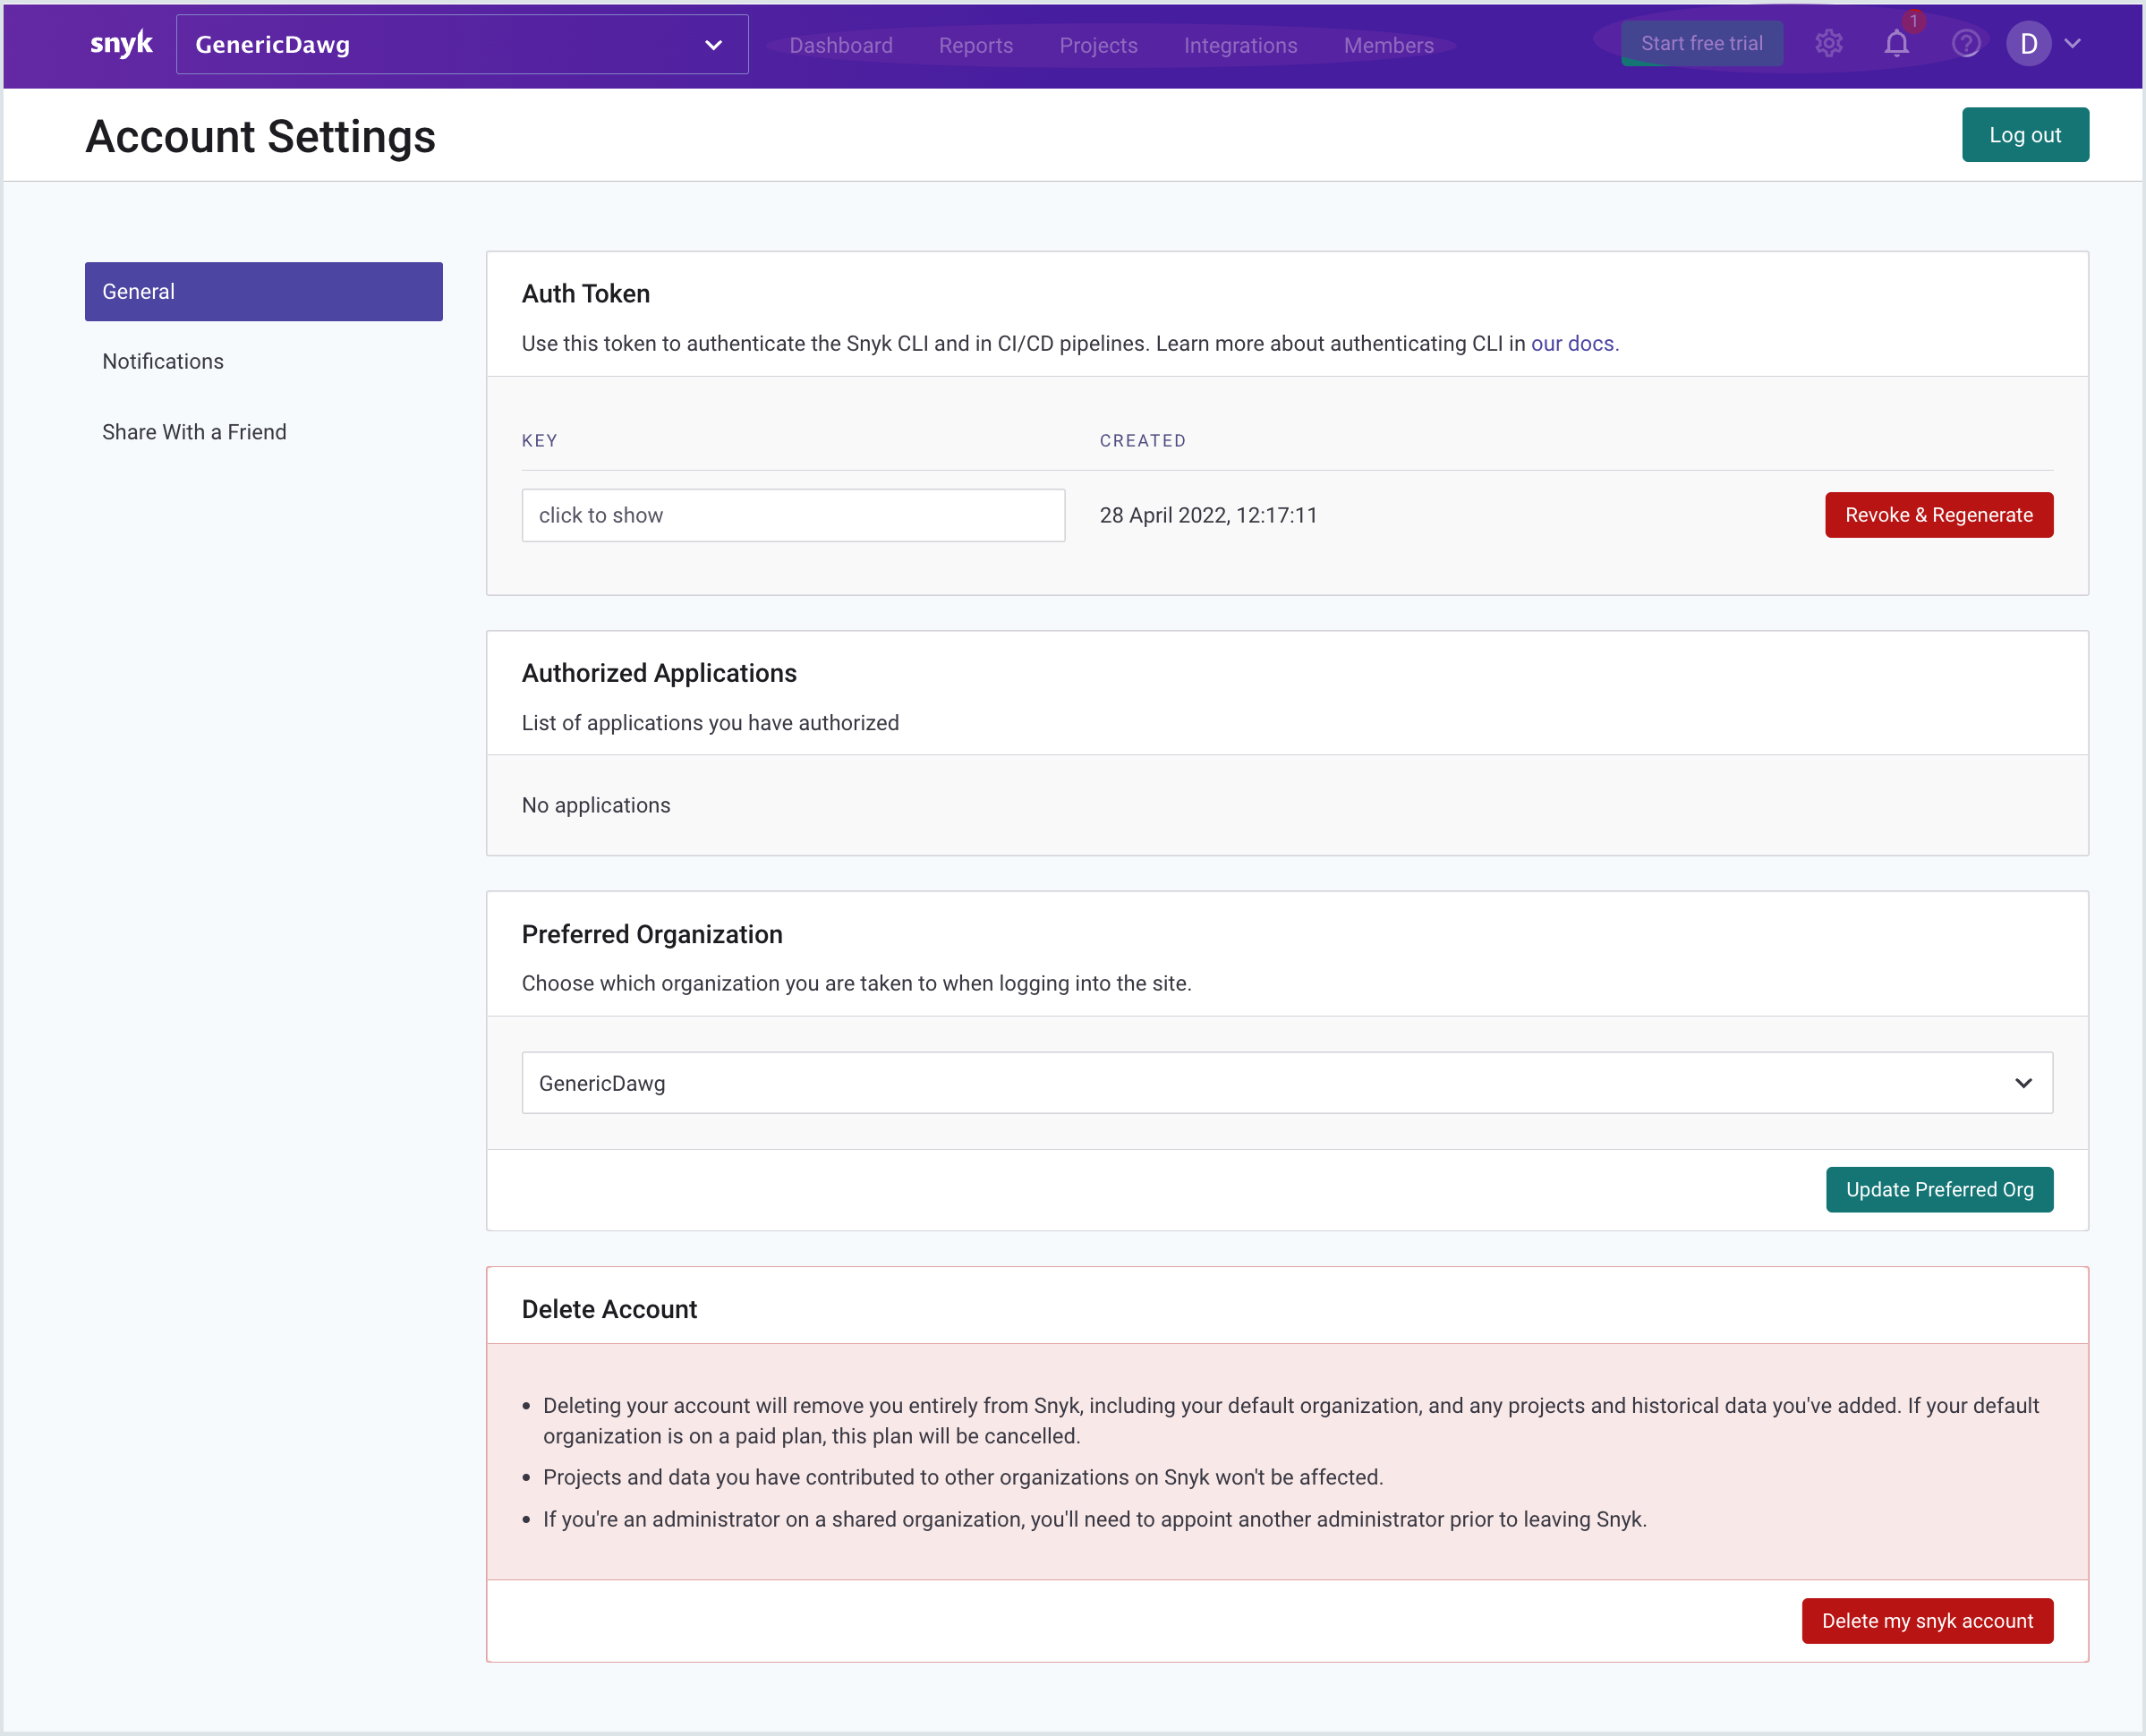 snyk GenericDawg Dashboard Reports Projects Integrations Members Start free trial 1 D
Account Settings Log out
General
Notifications
Share With a Friend
Auth Token
Use this token to authenticate the Snyk CLI and in CI/CD pipelines. Learn more about authenticating CLI in our docs.
KEY CREATED
click to show 28 April 2022, 12:17:11 Revoke & Regenerate
Authorized Applications
List of applications you have authorized
No applications
Preferred Organization
Choose which organization you are taken to when logging into the site.
GenericDawg
Update Preferred Org
Delete Account
• Deleting your account will remove you entirely from Snyk, including your default organization, and any projects and historical data you've added. If your default
organization is on a paid plan, this plan will be cancelled.
• Projects and data you have contributed to other organizations on Snyk won't be affected.
• If you're an administrator on a shared organization, you'll need to appoint another administrator prior to leaving Snyk.
Delete my snyk account